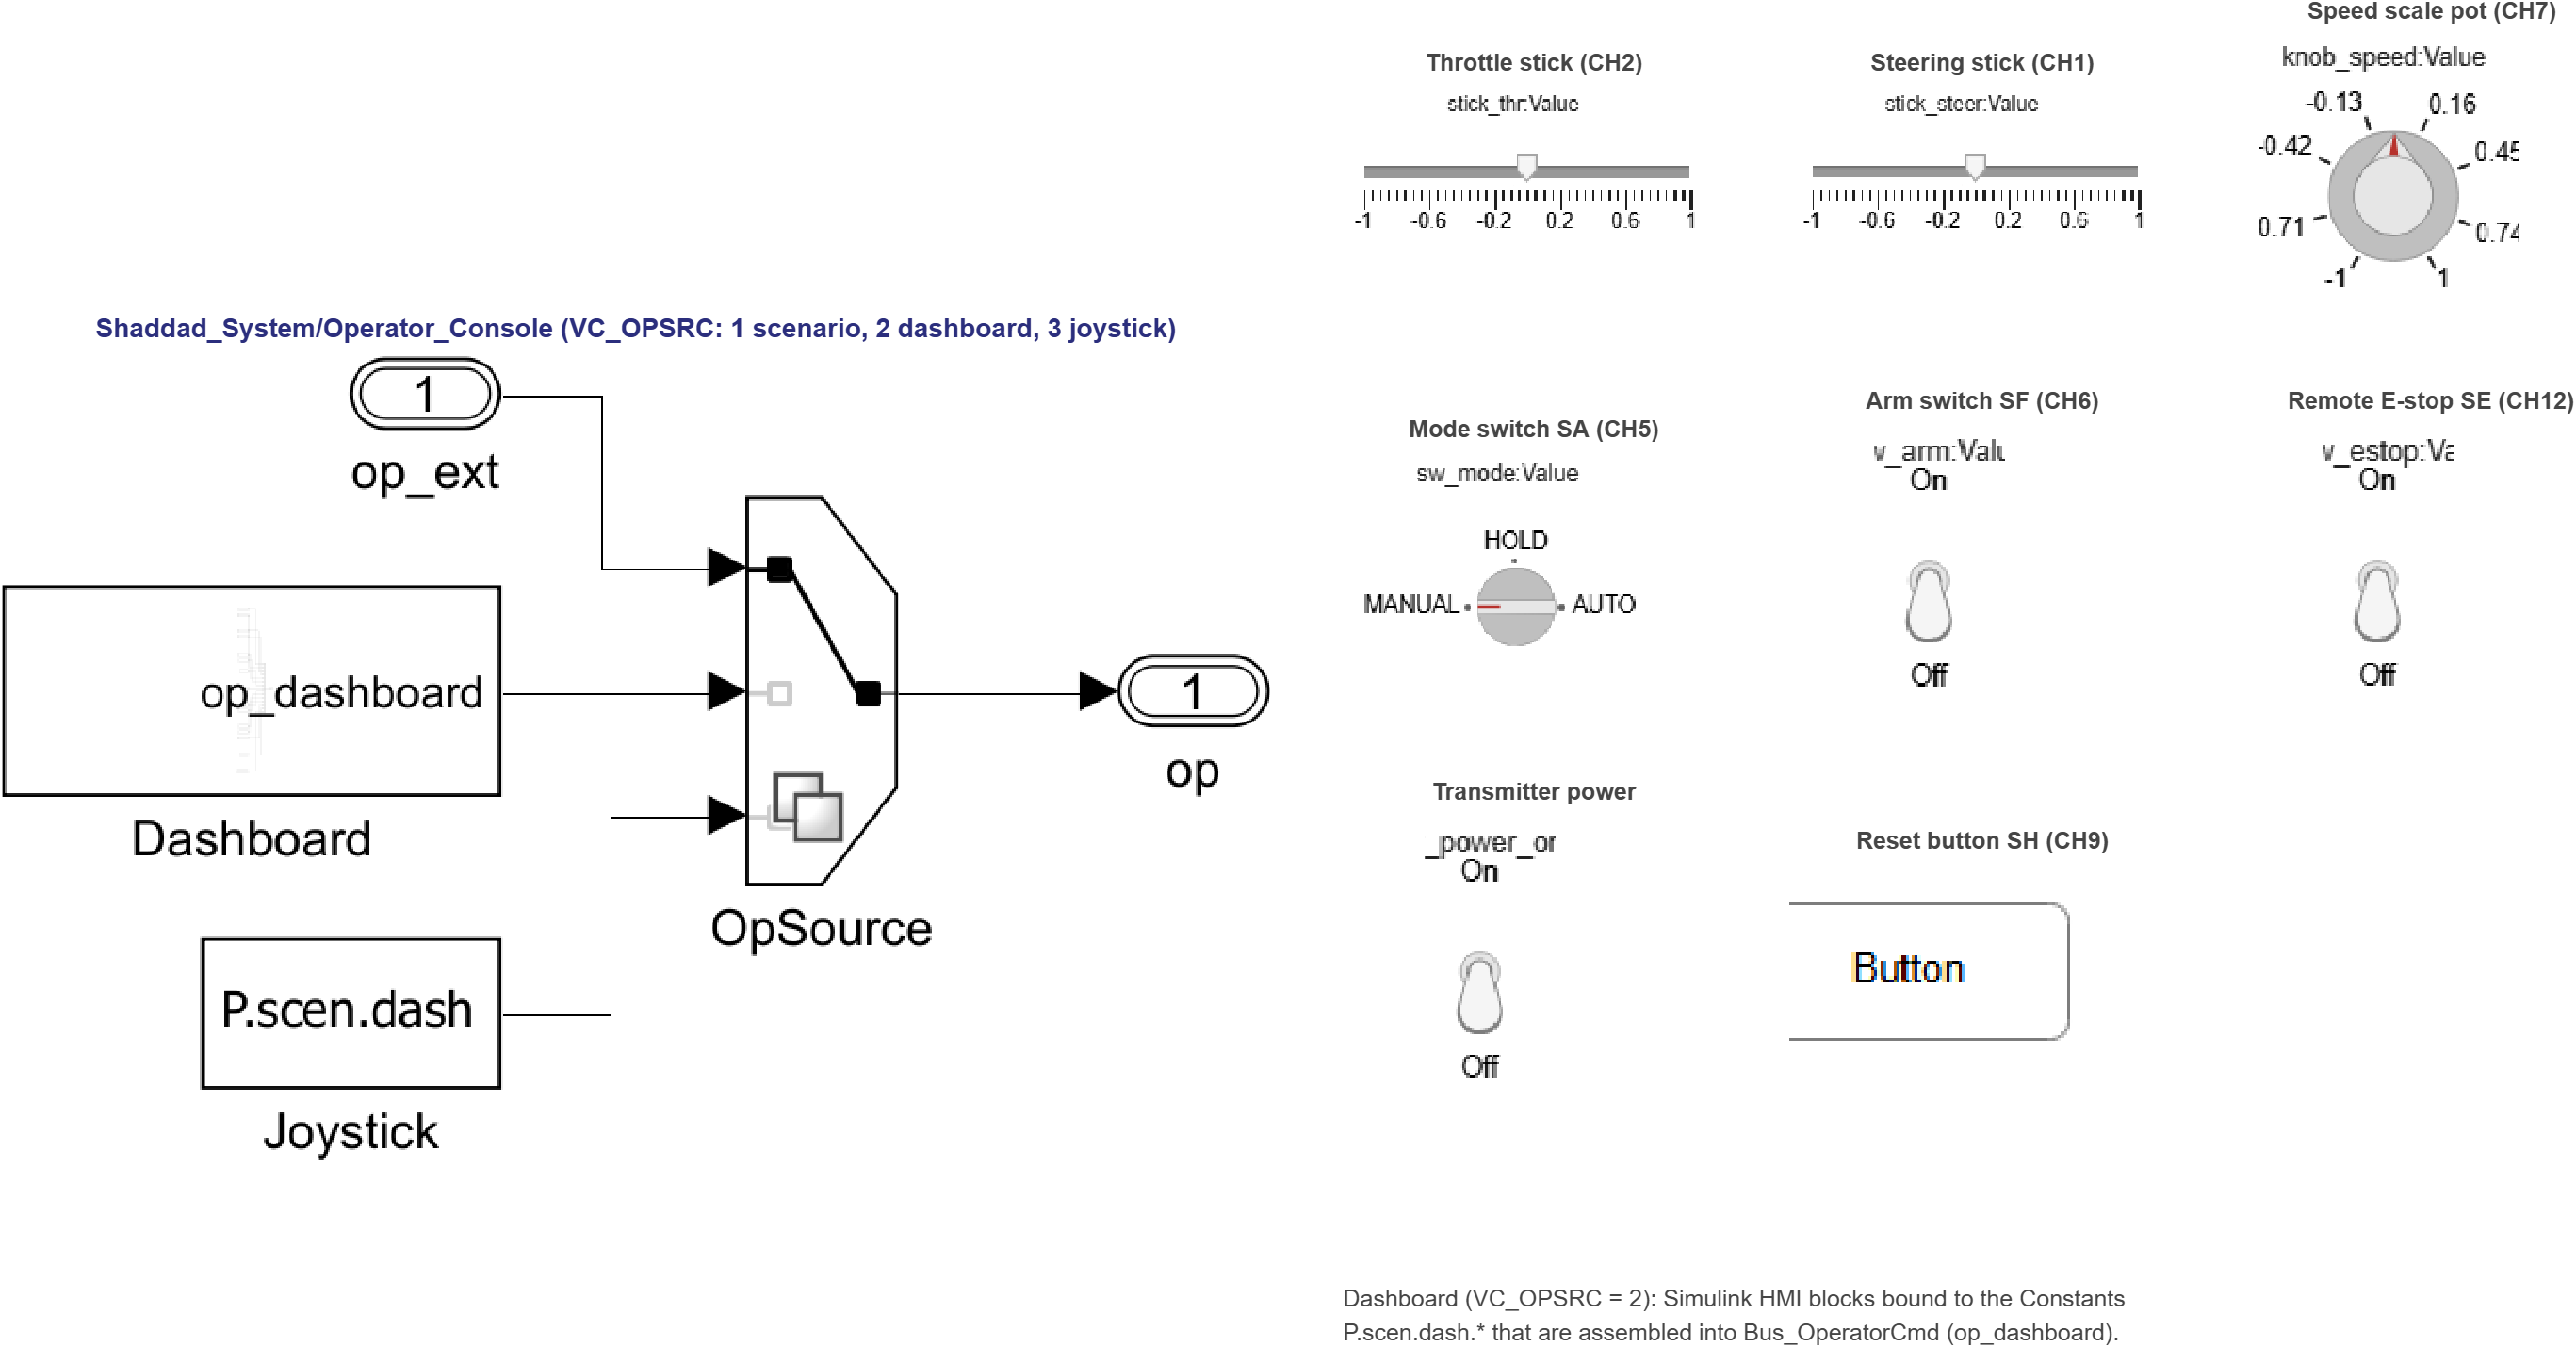 Speed scale pot (CH7)
Throttle stick (CH2)
Steering stick (CH1)
knob_speed:Value
stick_thr:Value
stick_steer:Value
-0.13
0.16
-0.42
0.45
0.71
0.74
-1
1
-1 -0.6 -0.2 0.2 0.6 1
-1 -0.6 -0.2 0.2 0.6 1
Shaddad_System/Operator_Console (VC_OPSRC: 1 scenario, 2 dashboard, 3 joystick)
1
op_ext
op_dashboard
Dashboard
P.scen.dash
Joystick
OpSource
1
op
Mode switch SA (CH5)
sw_mode:Value
HOLD
MANUAL
AUTO
Arm switch SF (CH6)
On
Off
Remote E-stop SE (CH12)
On
Off
Transmitter power
On
Off
Reset button SH (CH9)
Button
Dashboard (VC_OPSRC = 2): Simulink HMI blocks bound to the Constants
P.scen.dash.* that are assembled into Bus_OperatorCmd (op_dashboard).